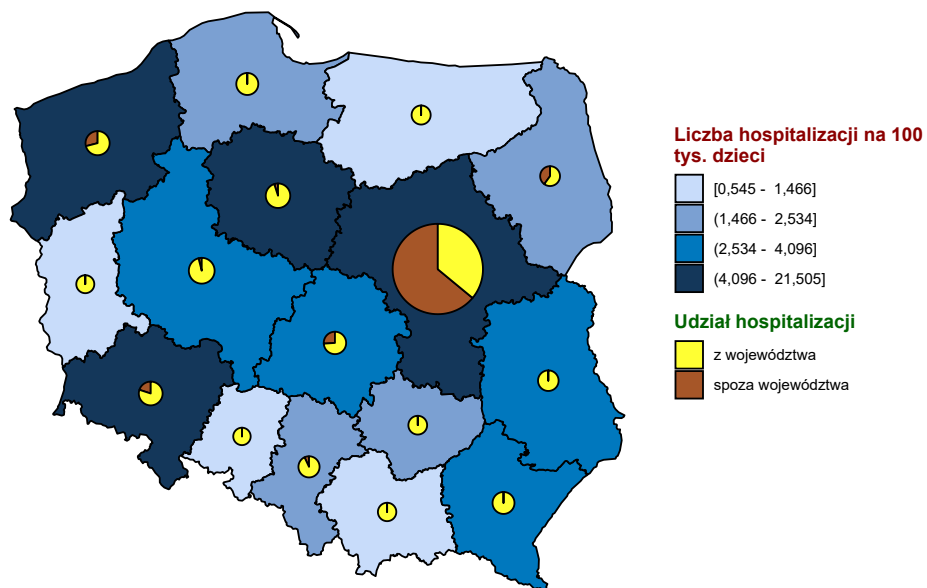 Liczba hospitalizacji na 100
tys. dzieci
[0,545 - 1,466]
(1,466 - 2,534]
(2,534 - 4,096]
(4,096 - 21,505]
Udział hospitalizacji
z województwa
spoza województwa